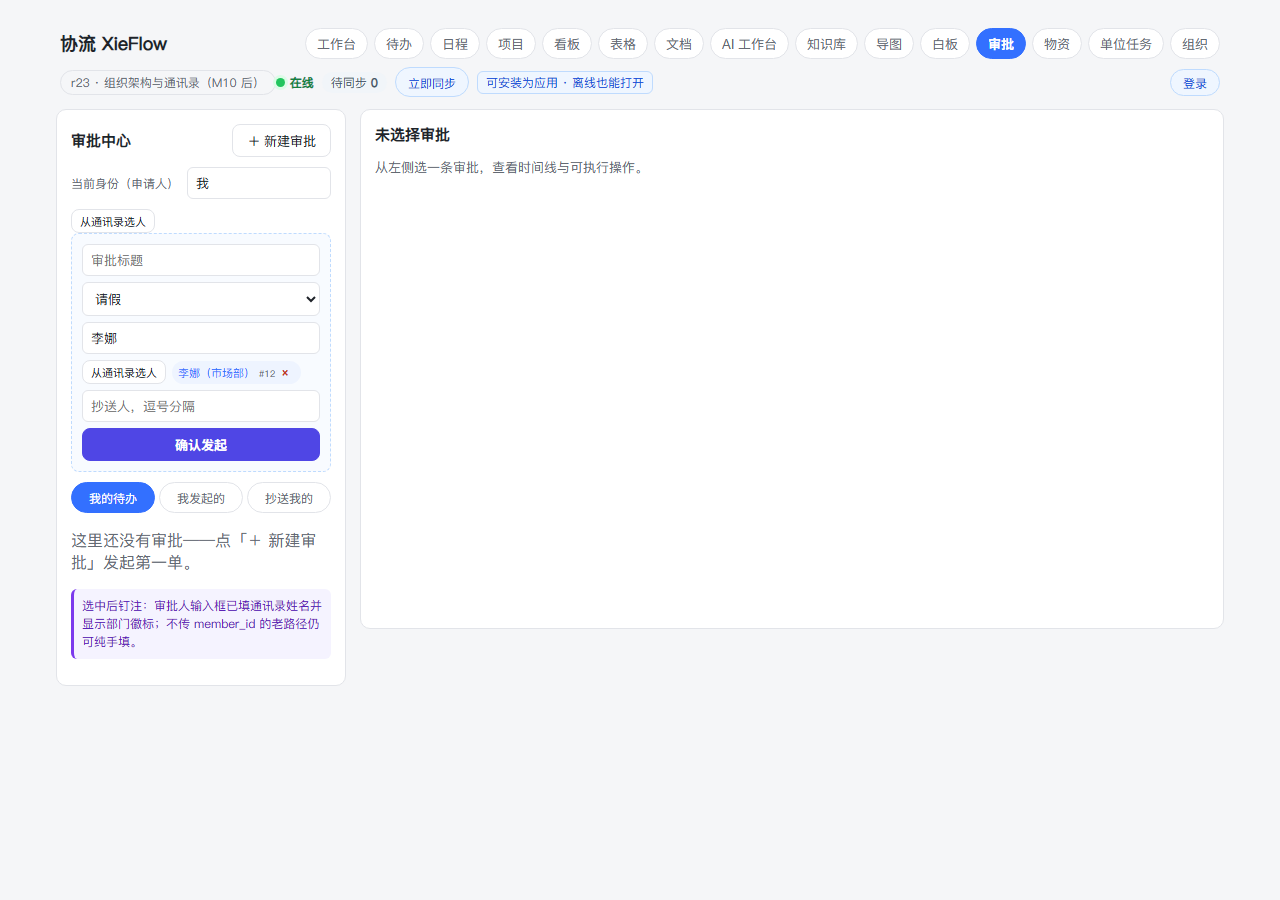 协流 XieFlow
工作台 待办 日程 项目 看板 表格 文档 AI 工作台 知识库 导图 白板 审批 物资 单位任务 组织
r23 · 组织架构与通讯录（M10 后） 在线 待同步 0 立即同步 可安装为应用 · 离线也能打开 登录
审批中心 ＋ 新建审批
当前身份（申请人） 我
从通讯录选人
审批标题
请假
李娜
从通讯录选人 李娜（市场部） #12 ×
抄送人，逗号分隔
确认发起
我的待办 我发起的 抄送我的
这里还没有审批——点「＋ 新建审
批」发起第一单。
选中后钉注：审批人输入框已填通讯录姓名并
显示部门徽标；不传 member_id 的老路径仍
可纯手填。
未选择审批
从左侧选一条审批，查看时间线与可执行操作。